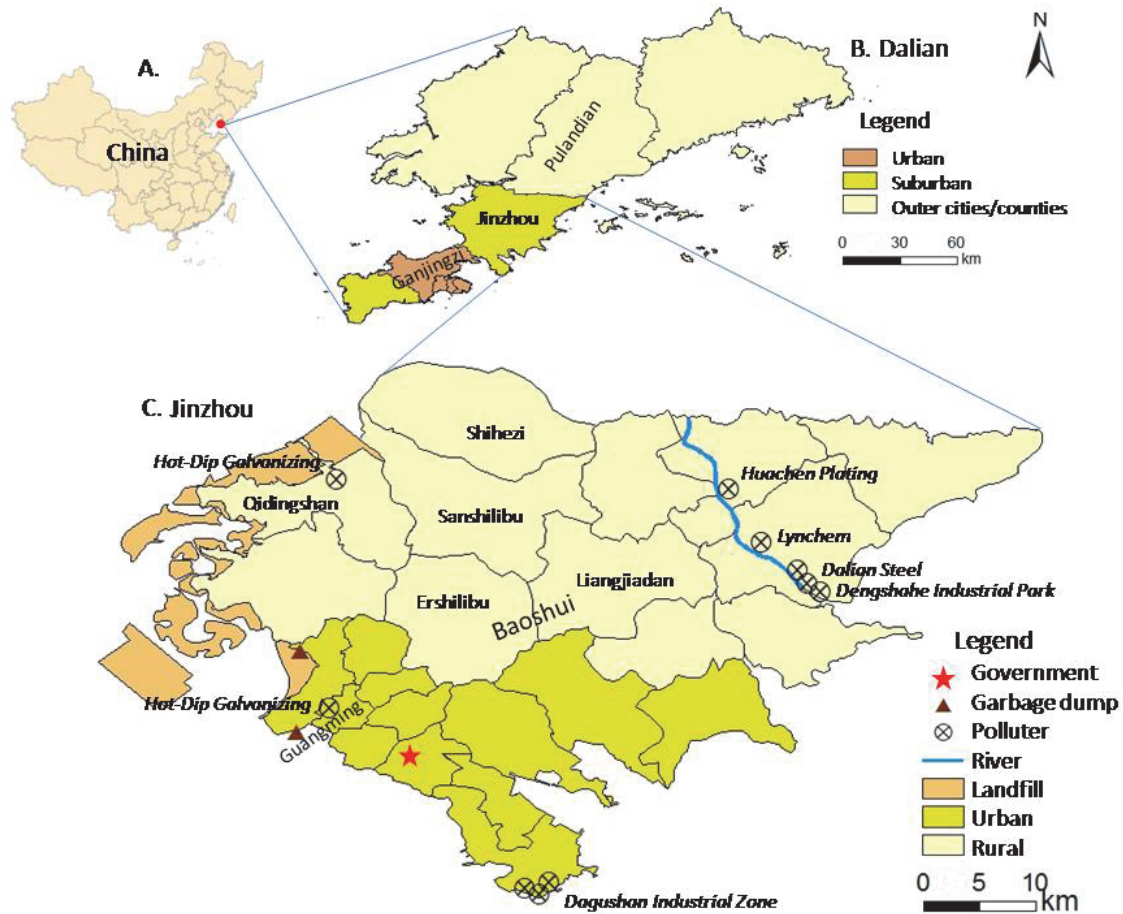 A.
China
B. Dalian
N
Pulandian
Jinzhou
Ganjingzi
Legend
Urban
Suburban
Outer cities/counties
0 30 60
km
C. Jinzhou
Shihezi
Hot-Dip Galvanizing
Qidingshan
Sanshilibu
Huachen Plating
Lynchem
Dalian Steel
Dengshahe Industrial Park
Liangjiadan
Ershilibu
Baoshui
Hot-Dip Galvanizing
Guangming
Dagushan Industrial Zone
Legend
Government
Garbage dump
Polluter
River
Landfill
Urban
Rural
0 5 10
km